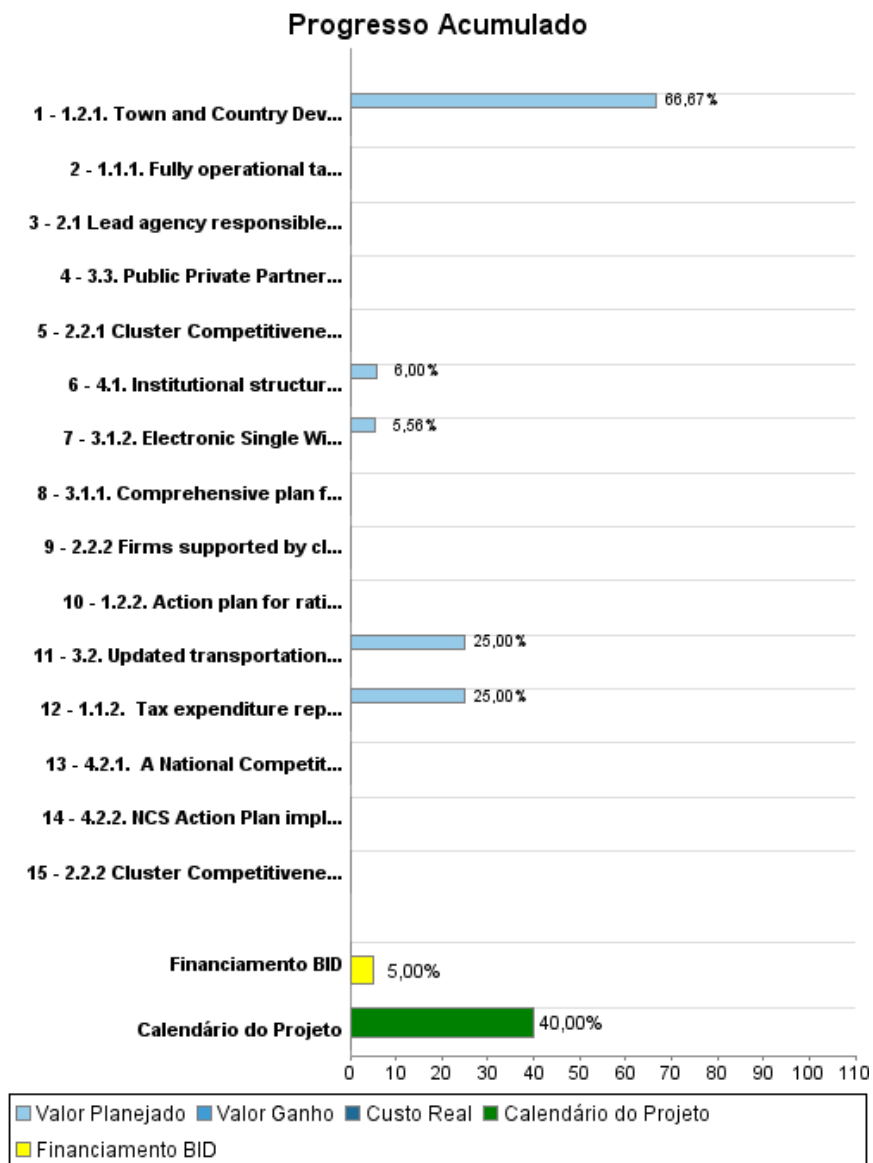 Progresso Acumulado
1 - 1.2.1. Town and Country Dev... 66,67%
2 - 1.1.1. Fully operational ta...
3 - 2.1 Lead agency responsible...
4 - 3.3. Public Private Partner...
5 - 2.2.1 Cluster Competitivene...
6 - 4.1. Institutional structur... 6,00%
7 - 3.1.2. Electronic Single Wi... 5,56%
8 - 3.1.1. Comprehensive plan f...
9 - 2.2.2 Firms supported by cl...
10 - 1.2.2. Action plan for rati...
11 - 3.2. Updated transportation... 25,00%
12 - 1.1.2.  Tax expenditure rep... 25,00%
13 - 4.2.1.  A National Competit...
14 - 4.2.2. NCS Action Plan impl...
15 - 2.2.2 Cluster Competitivene...
Financiamento BID 5,00%
Calendário do Projeto 40,00%
0 10 20 30 40 50 60 70 80 90 100 110
Valor Planejado Valor Ganho Custo Real Calendário do Projeto
Financiamento BID